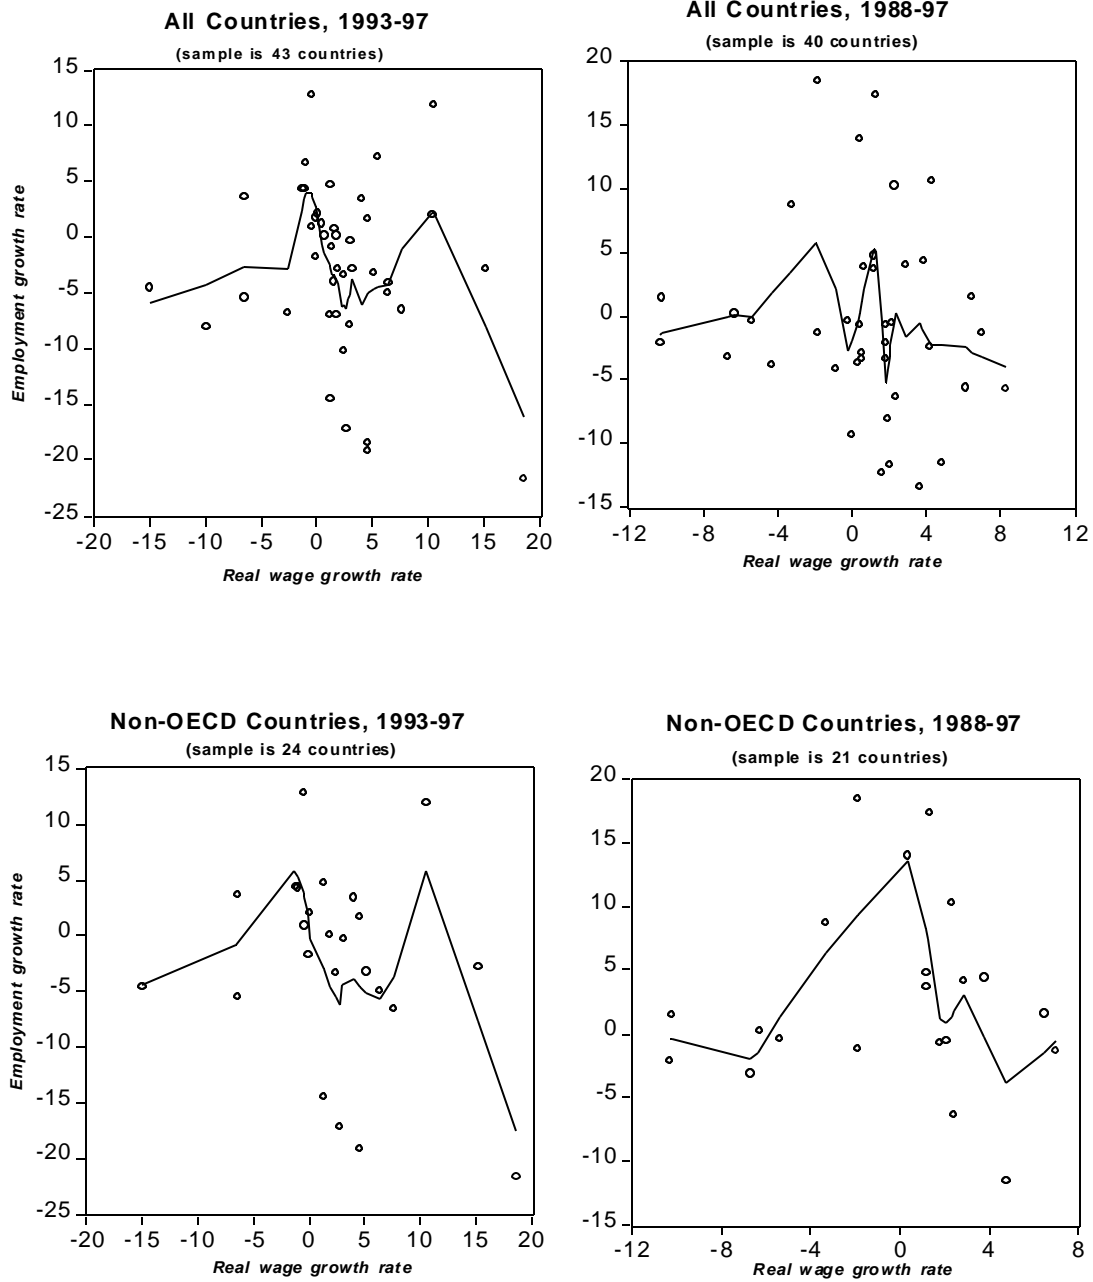 All Countries, 1993-97
(sample is 43 countries)
15
10
5
0
-5
-10
-15
-20
-25
Employment growth rate
-20 -15 -10 -5 0 5 10 15 20
Real wage growth rate
All Countries, 1988-97
(sample is 40 countries)
20
15
10
5
0
-5
-10
-15
-12 -8 -4 0 4 8 12
Real wage growth rate
Non-OECD Countries, 1993-97
(sample is 24 countries)
15
10
5
0
-5
-10
-15
-20
-25
Employment growth rate
-20 -15 -10 -5 0 5 10 15 20
Real wage growth rate
Non-OECD Countries, 1988-97
(sample is 21 countries)
20
15
10
5
0
-5
-10
-15
-12 -8 -4 0 4 8
Real wage growth rate